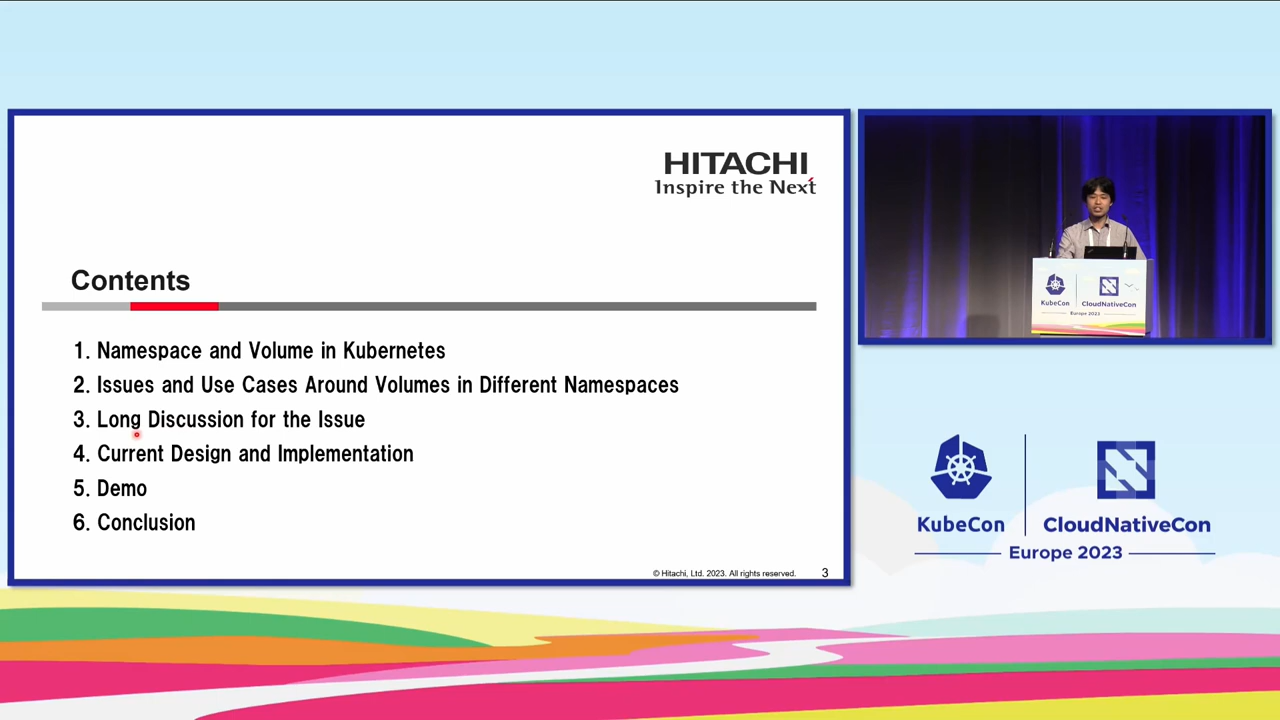 HITACHI
Inspire the Next
Contents
1. Namespace and Volume in Kubernetes
2. Issues and Use Cases Around Volumes in Different Namespaces
3. Long Discussion for the Issue
4. Current Design and Implementation
5. Demo
6. Conclusion
© Hitachi, Ltd. 2023. All rights reserved.
3
KubeCon
CloudNativeCon
Europe 2023
KubeCon
CloudNativeCon
Europe 2023